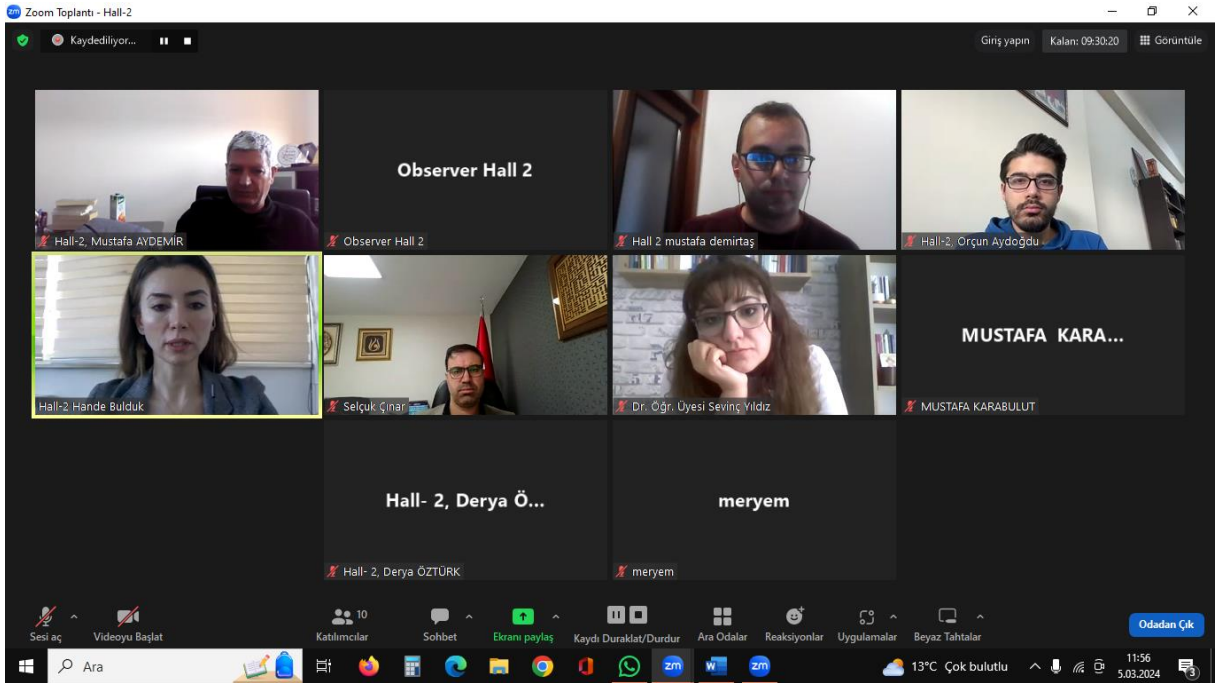 Zoom Toplantı - Hall-2
Kaydediliyor...
Giriş yapın
Kalan: 09:30:20
Görüntüle
Hall-2, Mustafa AYDEMİR
Observer Hall 2
Observer Hall 2
Hall 2 mustafa demirtaş
Hall-2, Orçun Aydoğdu
Hall-2 Hande Bulduk
Selçuk Çınar
Dr. Öğr. Üyesi Sevinç Yıldız
MUSTAFA KARA...
MUSTAFA KARABULUT
Hall- 2, Derya Ö...
Hall- 2, Derya ÖZTÜRK
meryem
meryem
Sesi aç
Videoyu Başlat
10
Katılımcılar
Sohbet
Ekranı paylaş
Kaydı Duraklat/Durdur
Ara Odalar
Reaksiyonlar
Uygulamalar
Beyaz Tahtalar
Odadan Çık
Ara
13°C Çok bulutlu
11:56
5.03.2024
3